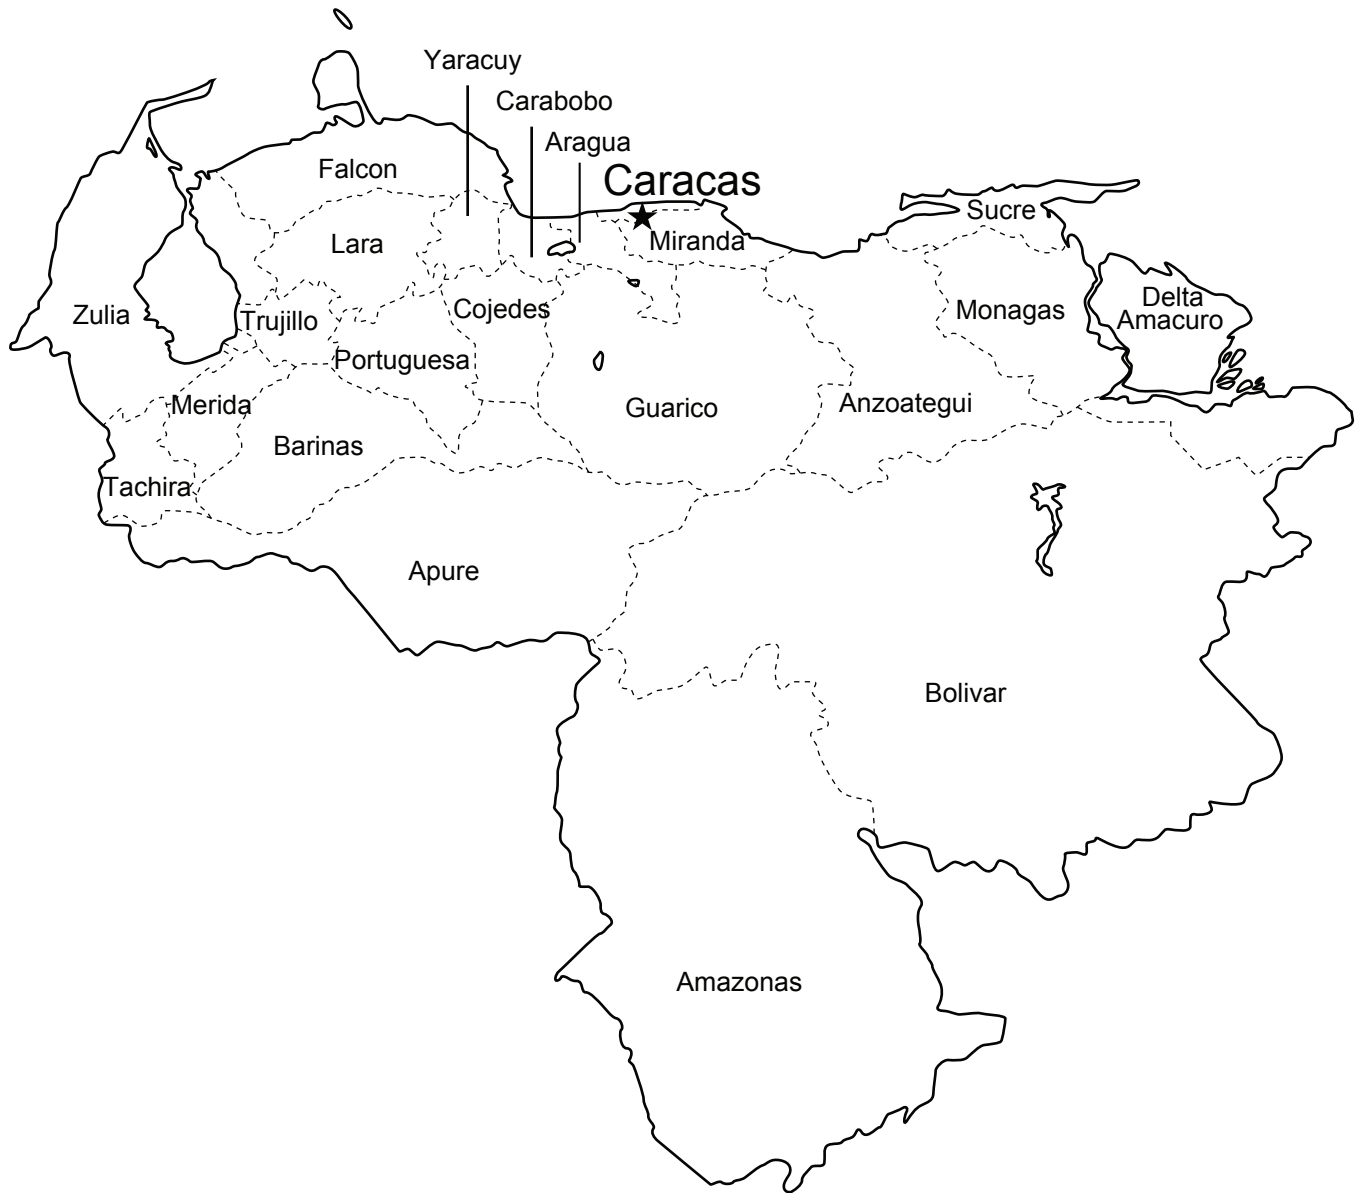 Yaracuy
Carabobo
Aragua
Caracas
Falcon
Sucre
Lara
Miranda
Zulia
Trujillo
Cojedes
Monagas
Delta
Amacuro
Portuguesa
Merida
Guarico
Anzoategui
Barinas
Tachira
Apure
Bolivar
Amazonas